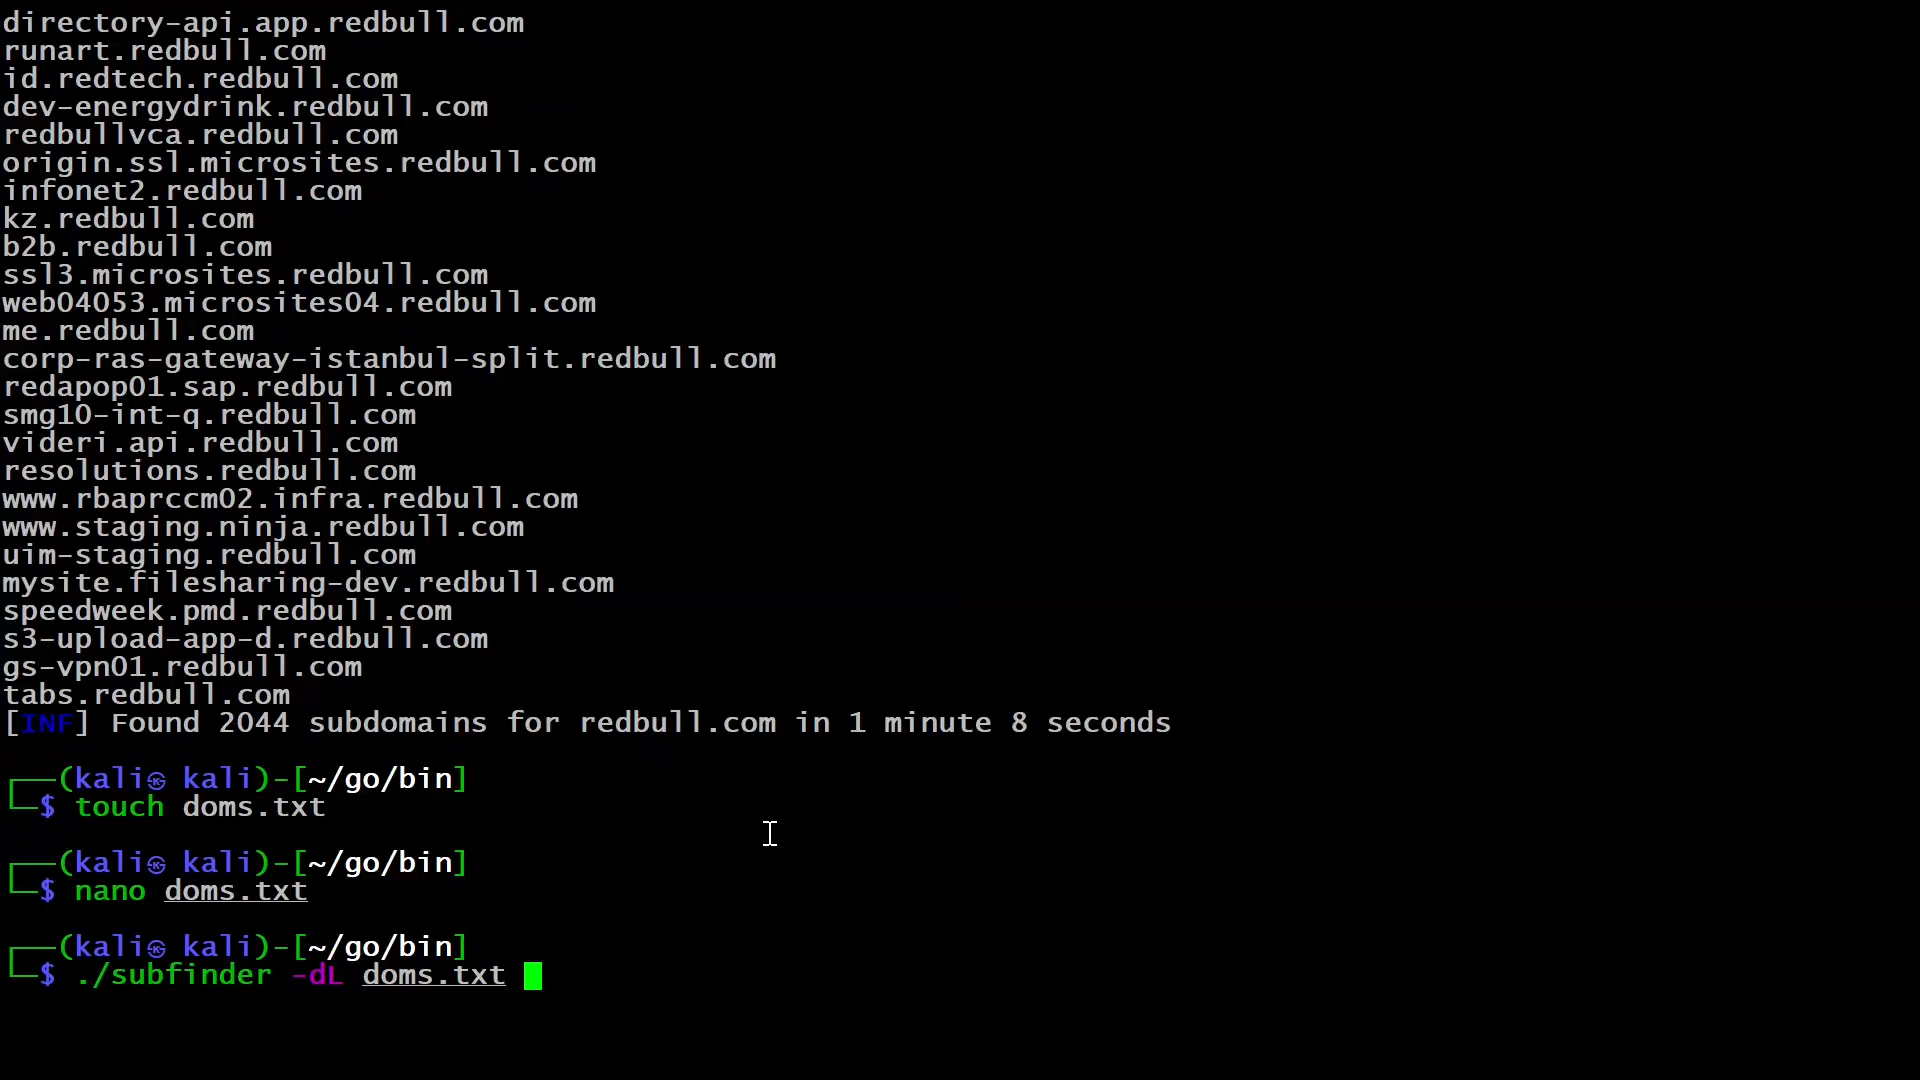 directory-api.app.redbull.com
runart.redbull.com
id.redtech.redbull.com
dev-energydrink.redbull.com
redbullvca.redbull.com
origin.ssl.microsites.redbull.com
infonet2.redbull.com
kz.redbull.com
b2b.redbull.com
ssl3.microsites.redbull.com
web04053.microsites04.redbull.com
me.redbull.com
corp-ras-gateway-istanbul-split.redbull.com
redapop01.sap.redbull.com
smg10-int-q.redbull.com
videri.api.redbull.com
resolutions.redbull.com
www.rbaprccm02.infra.redbull.com
www.staging.ninja.redbull.com
uim-staging.redbull.com
mysite.filesharing-dev.redbull.com
speedweek.pmd.redbull.com
s3-upload-app-d.redbull.com
gs-vpn01.redbull.com
tabs.redbull.com
[INF] Found 2044 subdomains for redbull.com in 1 minute 8 seconds
┌──(kali㉿ kali)-[~/go/bin]
└─$ touch doms.txt
┌──(kali㉿ kali)-[~/go/bin]
└─$ nano doms.txt
┌──(kali㉿ kali)-[~/go/bin]
└─$ ./subfinder -dL doms.txt